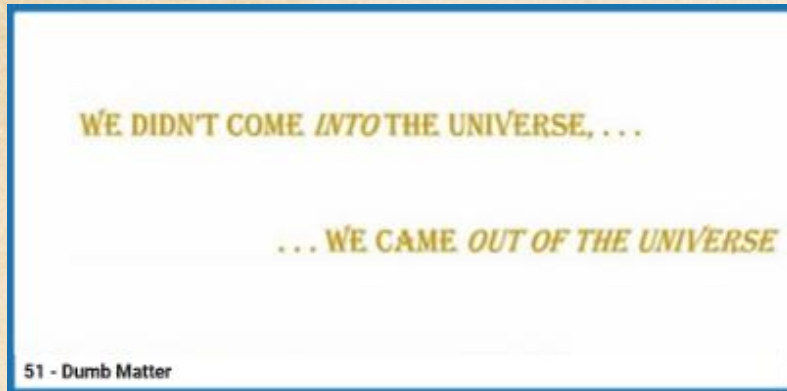 WE DIDN'T COME INTO THE UNIVERSE, . . .
. . . WE CAME OUT OF THE UNIVERSE
51 - Dumb Matter